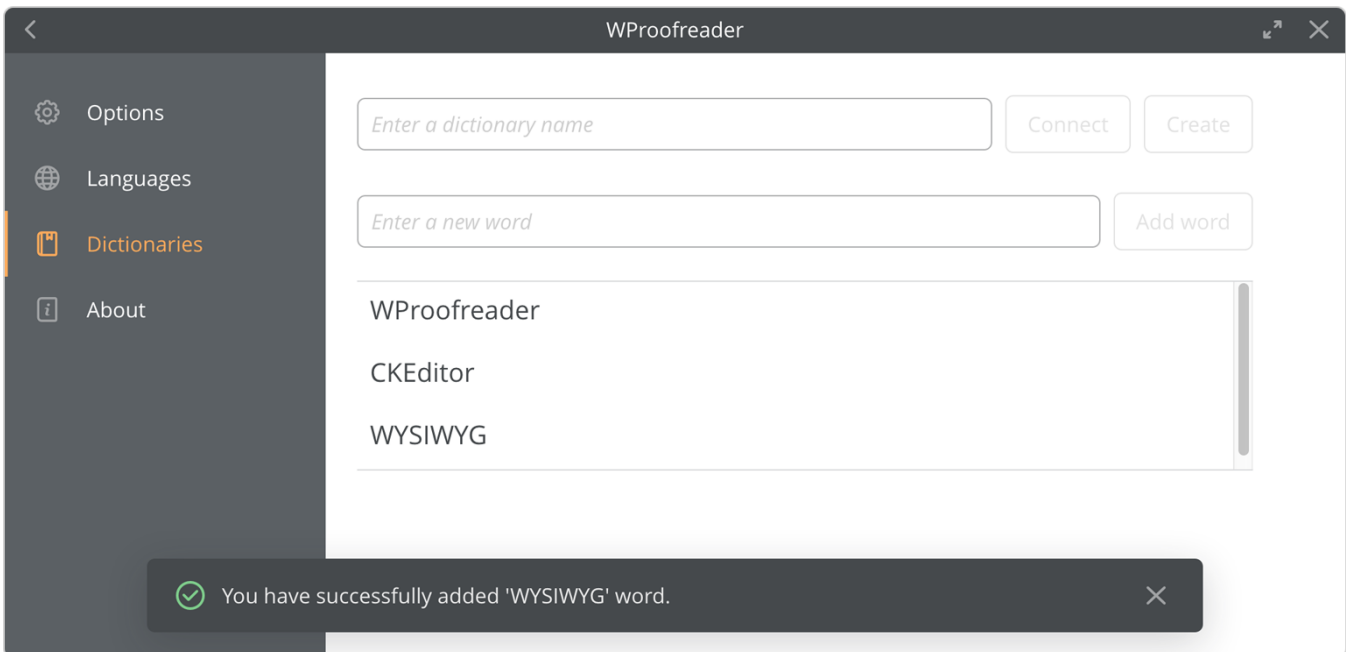 WProofreader
Options
Languages
Dictionaries
About
Enter a dictionary name
Connect
Create
Enter a new word
Add word
WProofreader
CKEditor
WYSIWYG
You have successfully added 'WYSIWYG' word.